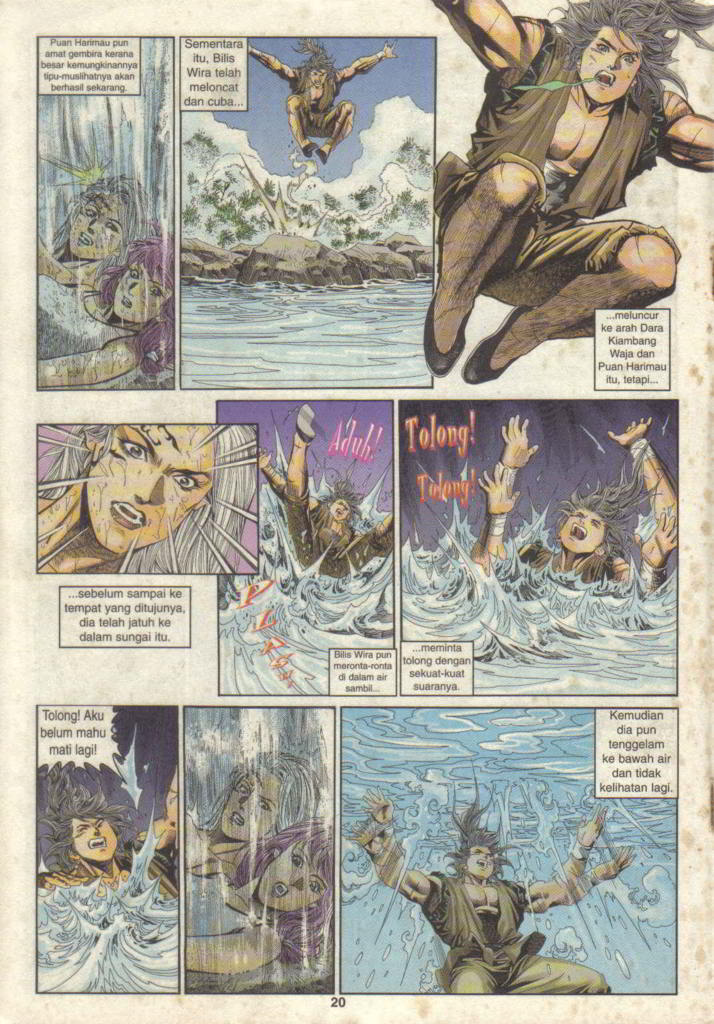 Puan Harimau pun
amat gembira kerana
besar kemungkinannya
tipu-muslihatnya akan
berhasil sekarang.
Sementara
itu, Bilis
Wira telah
meloncat
dan cuba...
...meluncur
ke arah Dara
Kiambang
Waja dan
Puan Harimau
itu, tetapi...
...sebelum sampai ke
tempat yang ditujunya,
dia telah jatuh ke
dalam sungai itu.
Aduh!
PLASH
Bilis Wira pun
meronta-ronta
di dalam air
sambil...
Tolong!
Tolong!
...meminta
tolong dengan
sekuat-kuat
suaranya.
Tolong! Aku
belum mahu
mati lagi!
Kemudian
dia pun
tenggelam
ke bawah air
dan tidak
kelihatan lagi.
20